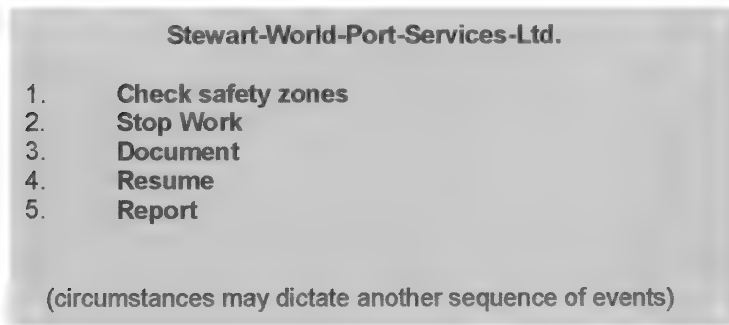 Stewart-World-Port-Services-Ltd.
1. Check safety zones
2. Stop Work
3. Document
4. Resume
5. Report
(circumstances may dictate another sequence of events)